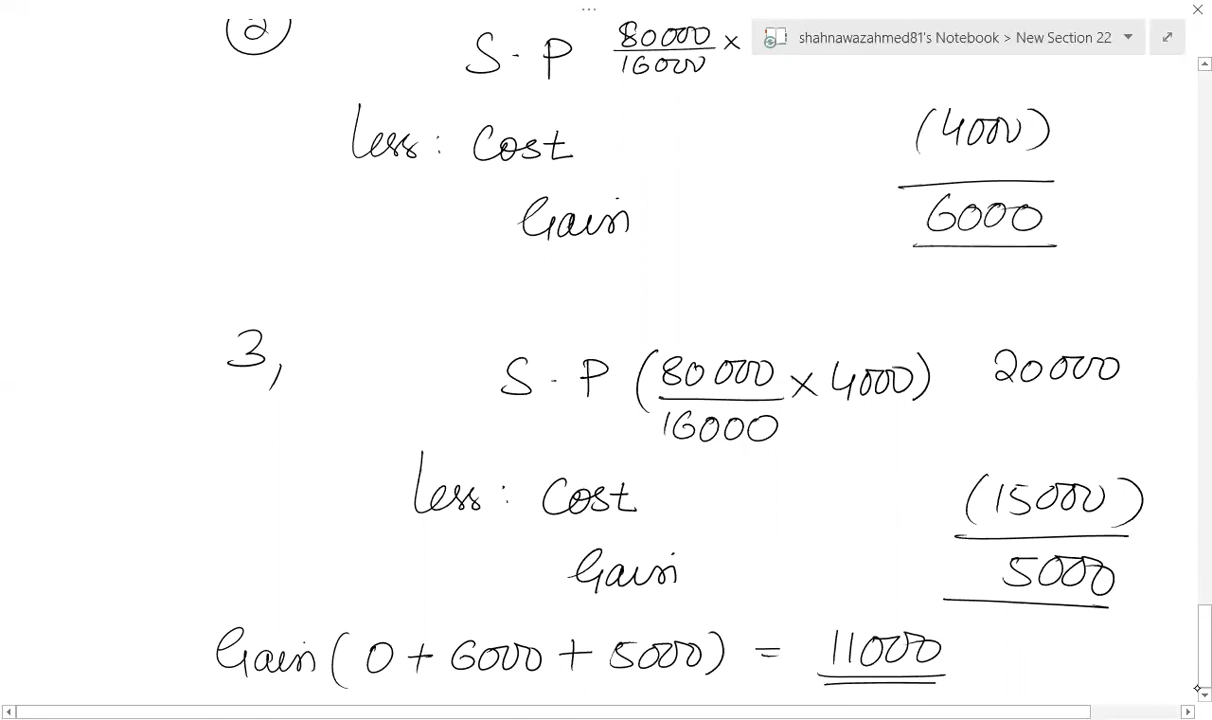 ...
②
S.P 80000/16000 ×
shahnawazahmed81's Notebook > New Section 22
Less: Cost (4000)
Gain 6000
3, S.P (80000/16000 × 4000) 20000
Less: Cost (15000)
Gain 5000
Gain (0 + 6000 + 5000) = 11000